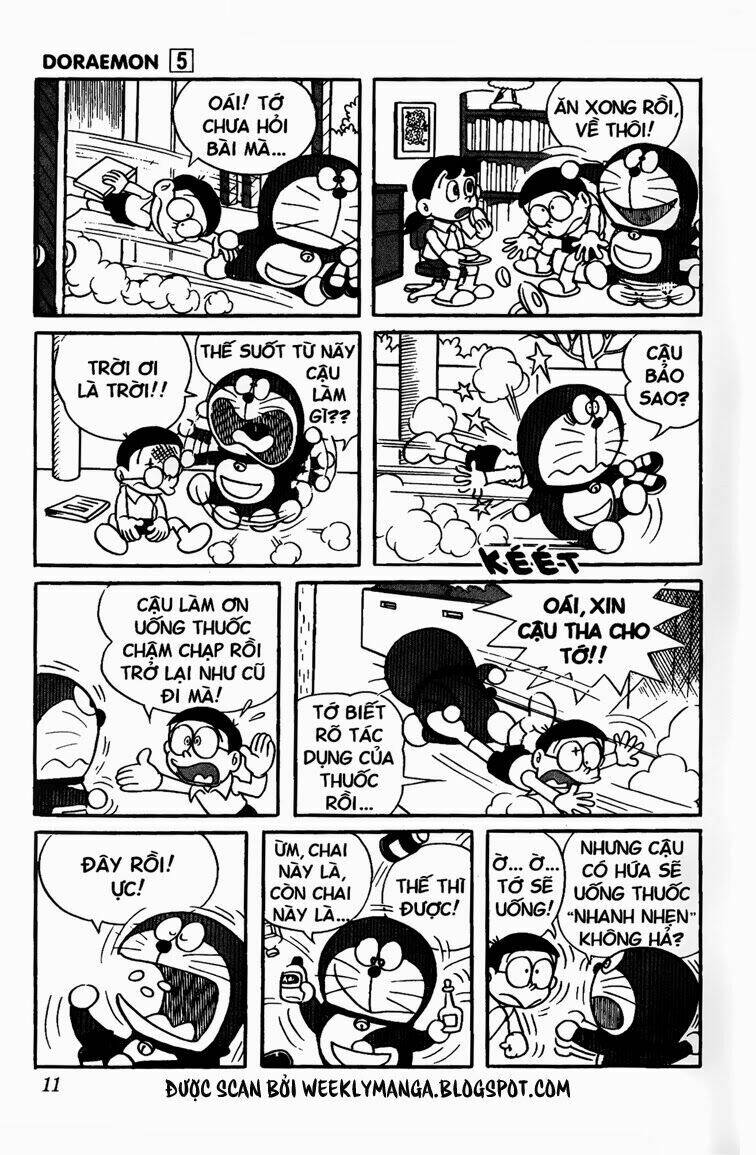 DORAEMON 5
ĂN XONG RỒI,
VỀ THÔI!
OÁI! TỚ
CHƯA HỎI
BÀI MÀ...
CẬU
BẢO
SAO?
KÉÉT
THẾ SUỐT TỪ NÃY
CẬU
LÀM
GÌ??
TRỜI ƠI
LÀ TRỜI!!
OÁI, XIN
CẬU THA CHO
TỚ!!
TỚ BIẾT
RÕ TÁC
DỤNG CỦA
THUỐC
RỒI...
CẬU LÀM ƠN
UỐNG THUỐC
CHẬM CHẠP RỒI
TRỞ LẠI NHƯ CŨ
ĐI MÀ!
NHƯNG CẬU
CÓ HỨA SẼ
UỐNG THUỐC
“NHANH NHẸN”
KHÔNG HẢ?
Ờ... Ờ...
TỚ SẼ
UỐNG!
THẾ THÌ
ĐƯỢC!
ỪM, CHAI
NÀY LÀ,
CÒN CHAI
NÀY LÀ...
ĐÂY RỒI!
ỰC!
11
ĐƯỢC SCAN BỞI WEEKLYMANGA.BLOGSPOT.COM